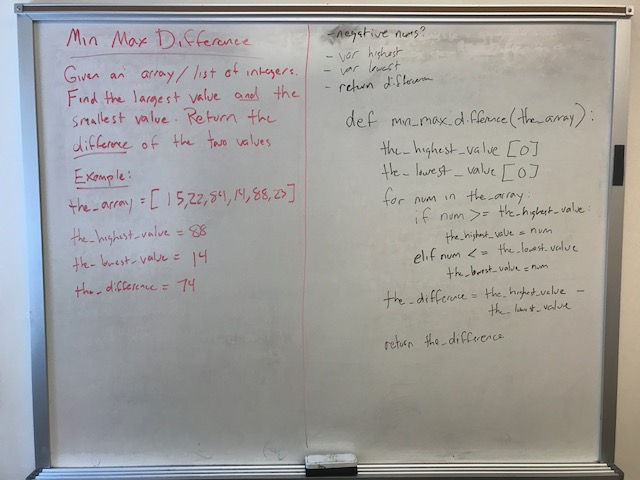 Min Max Difference
Given an array/list of integers.
Find the largest value and the
smallest value. Return the
difference of the two values
Example:
the_array = [15,22,84,14,88,23]
the_highest_value = 88
the_lowest_value = 14
the_difference = 74
- negative nums?
- var highest
- var lowest
- return difference
def min_max_difference(the_array):
the_highest_value [0]
the_lowest_value [0]
for num in the_array:
if num >= the_highest_value:
the_highest_value = num
elif num <= the_lowest_value
the_lowest_value = num
the_difference = the_highest_value -
the_lowest_value
return the_difference